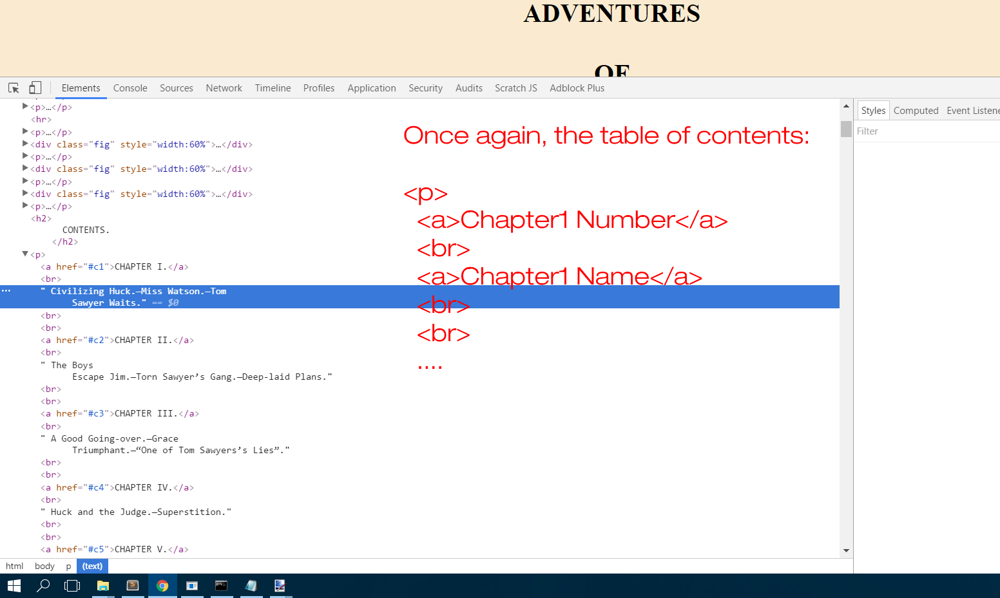 ADVENTURES
OF
Elements Console Sources Network Timeline Profiles Application Security Audits Scratch JS Adblock Plus
<p>…</p>
<hr>
<p>…</p>
<div class="fig" style="width:60%">…</div>
<p>…</p>
<div class="fig" style="width:60%">…</div>
<p>…</p>
<div class="fig" style="width:60%">…</div>
<p>…</p>
<h2>
CONTENTS.
</h2>
<p>
<a href="#c1">CHAPTER I.</a>
<br>
" Civilizing Huck.—Miss Watson.—Tom
Sawyer Waits." == $0
<br>
<br>
<a href="#c2">CHAPTER II.</a>
<br>
" The Boys
Escape Jim.—Torn Sawyer’s Gang.—Deep-laid Plans."
<br>
<br>
<a href="#c3">CHAPTER III.</a>
<br>
" A Good Going-over.—Grace
Triumphant.—“One of Tom Sawyers’s Lies”."
<br>
<br>
<a href="#c4">CHAPTER IV.</a>
<br>
" Huck and the Judge.—Superstition."
<br>
<br>
<a href="#c5">CHAPTER V.</a>
html body p (text)
Once again, the table of contents:
<p>
<a>Chapter1 Number</a>
<br>
<a>Chapter1 Name</a>
<br>
<br>
....
Styles Computed Event Listene
Filter